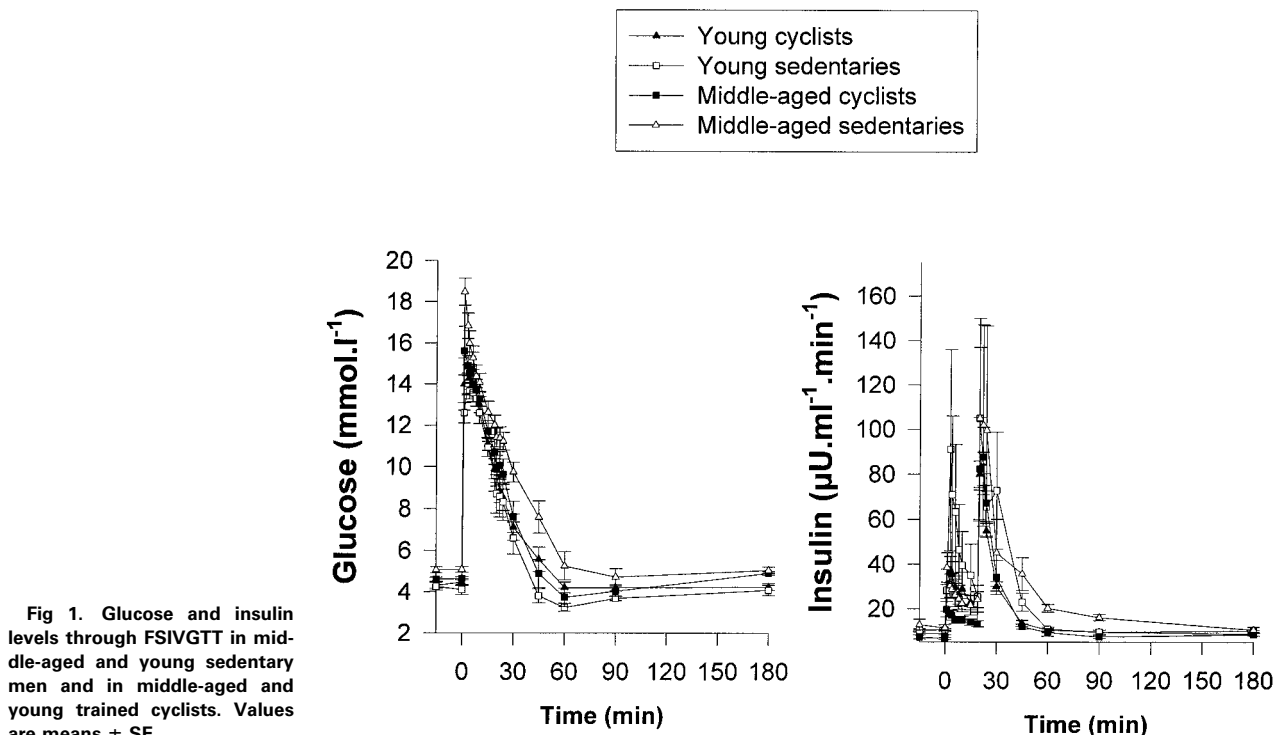 Young cyclists
Young sedentaries
Middle-aged cyclists
Middle-aged sedentaries
Glucose (mmol.l⁻¹)
20
18
16
14
12
10
8
6
4
2
0 30 60 90 120 150 180
Time (min)
Insulin (µU.ml⁻¹.min⁻¹)
160
140
120
100
80
60
40
20
0 30 60 90 120 150 180
Time (min)
Fig 1. Glucose and insulin
levels through FSIVGTT in mid-
dle-aged and young sedentary
men and in middle-aged and
young trained cyclists. Values
are means ± SE.